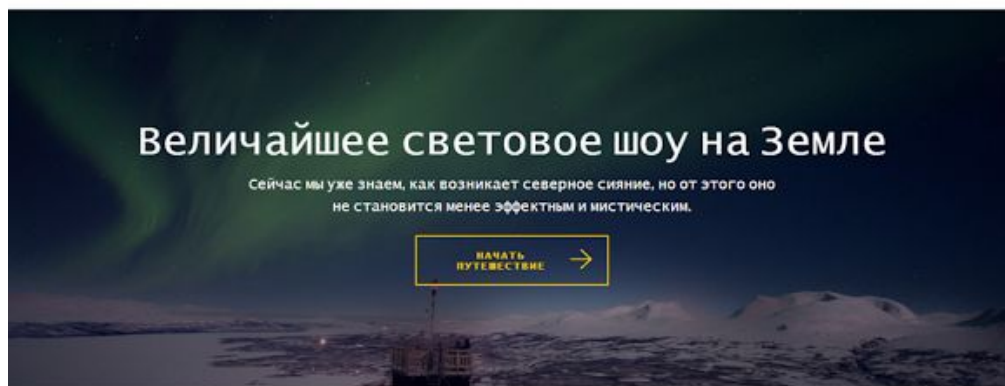 Величайшее световое шоу на Земле
Сейчас мы уже знаем, как возникает северное сияние, но от этого оно
не становится менее эффектным и мистическим.
НАЧАТЬ
ПУТЕШЕСТВИЕ